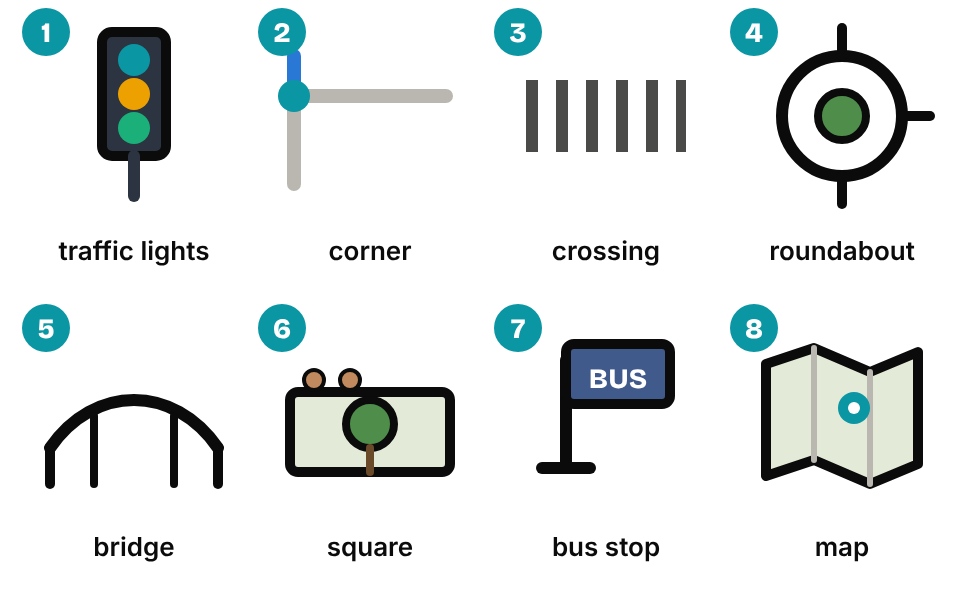 1
traffic lights
2
corner
3
crossing
4
roundabout
5
bridge
6
square
7
BUS
bus stop
8
map